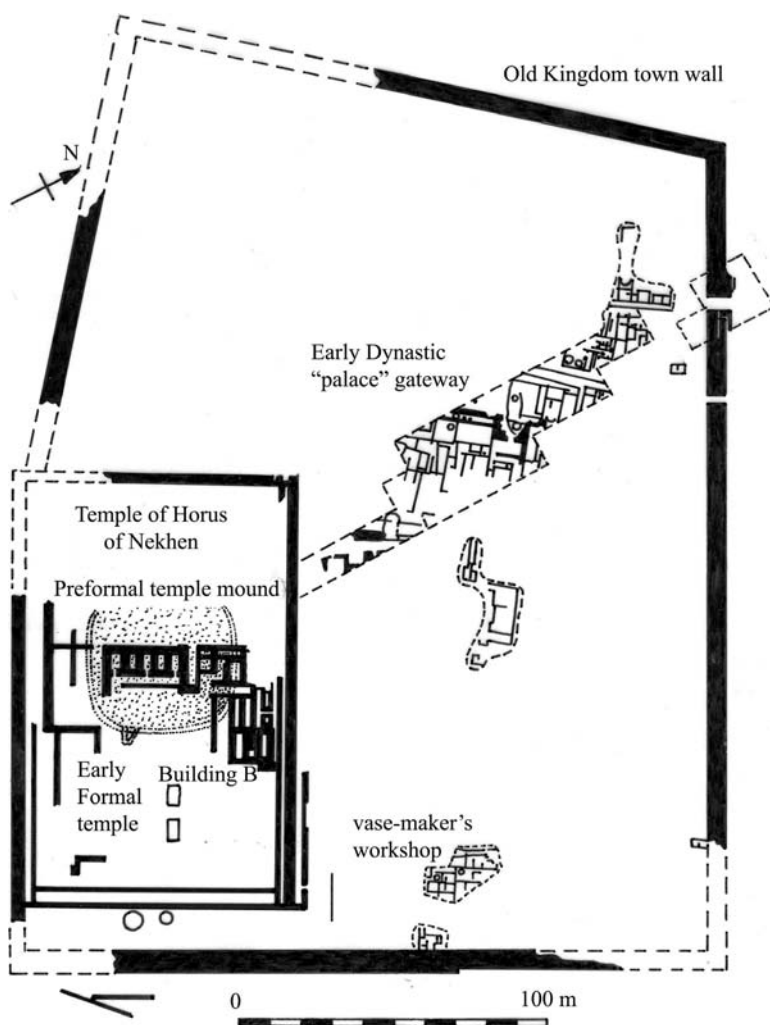 Old Kingdom town wall
N
Early Dynastic
“palace” gateway
Temple of Horus
of Nekhen
Preformal temple mound
Early
Formal
temple
Building B
vase-maker’s
workshop
0
100 m